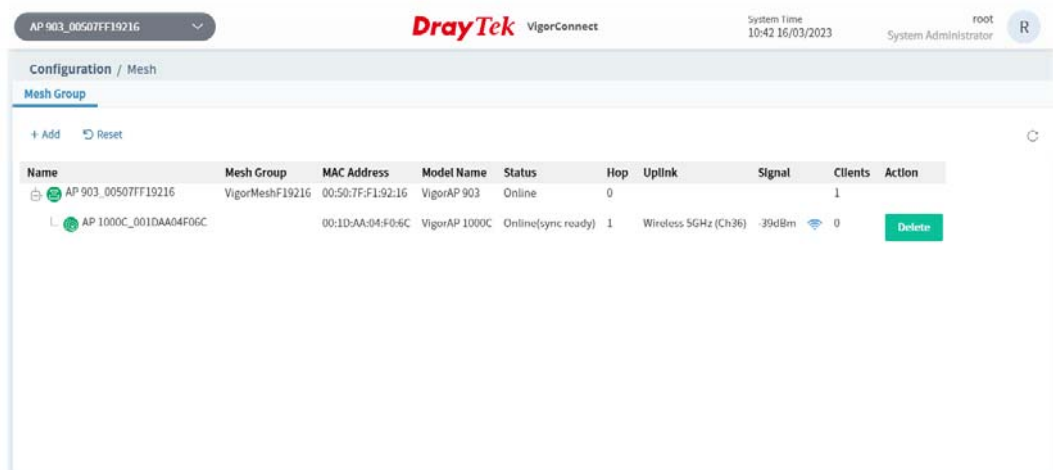 AP 903_00507FF19216
DrayTek VigorConnect
System Time
10:42 16/03/2023
root
System Administrator
R
Configuration / Mesh
Mesh Group
+ Add Reset
Name Mesh Group MAC Address Model Name Status Hop Uplink Signal Clients Action
AP 903_00507FF19216 VigorMeshF19216 00:50:7F:F1:92:16 VigorAP 903 Online 0 1
AP 1000C_001DAA04F06C 00:1D:AA:04:F0:6C VigorAP 1000C Online(sync ready) 1 Wireless 5GHz (Ch36) -39dBm 0 Delete